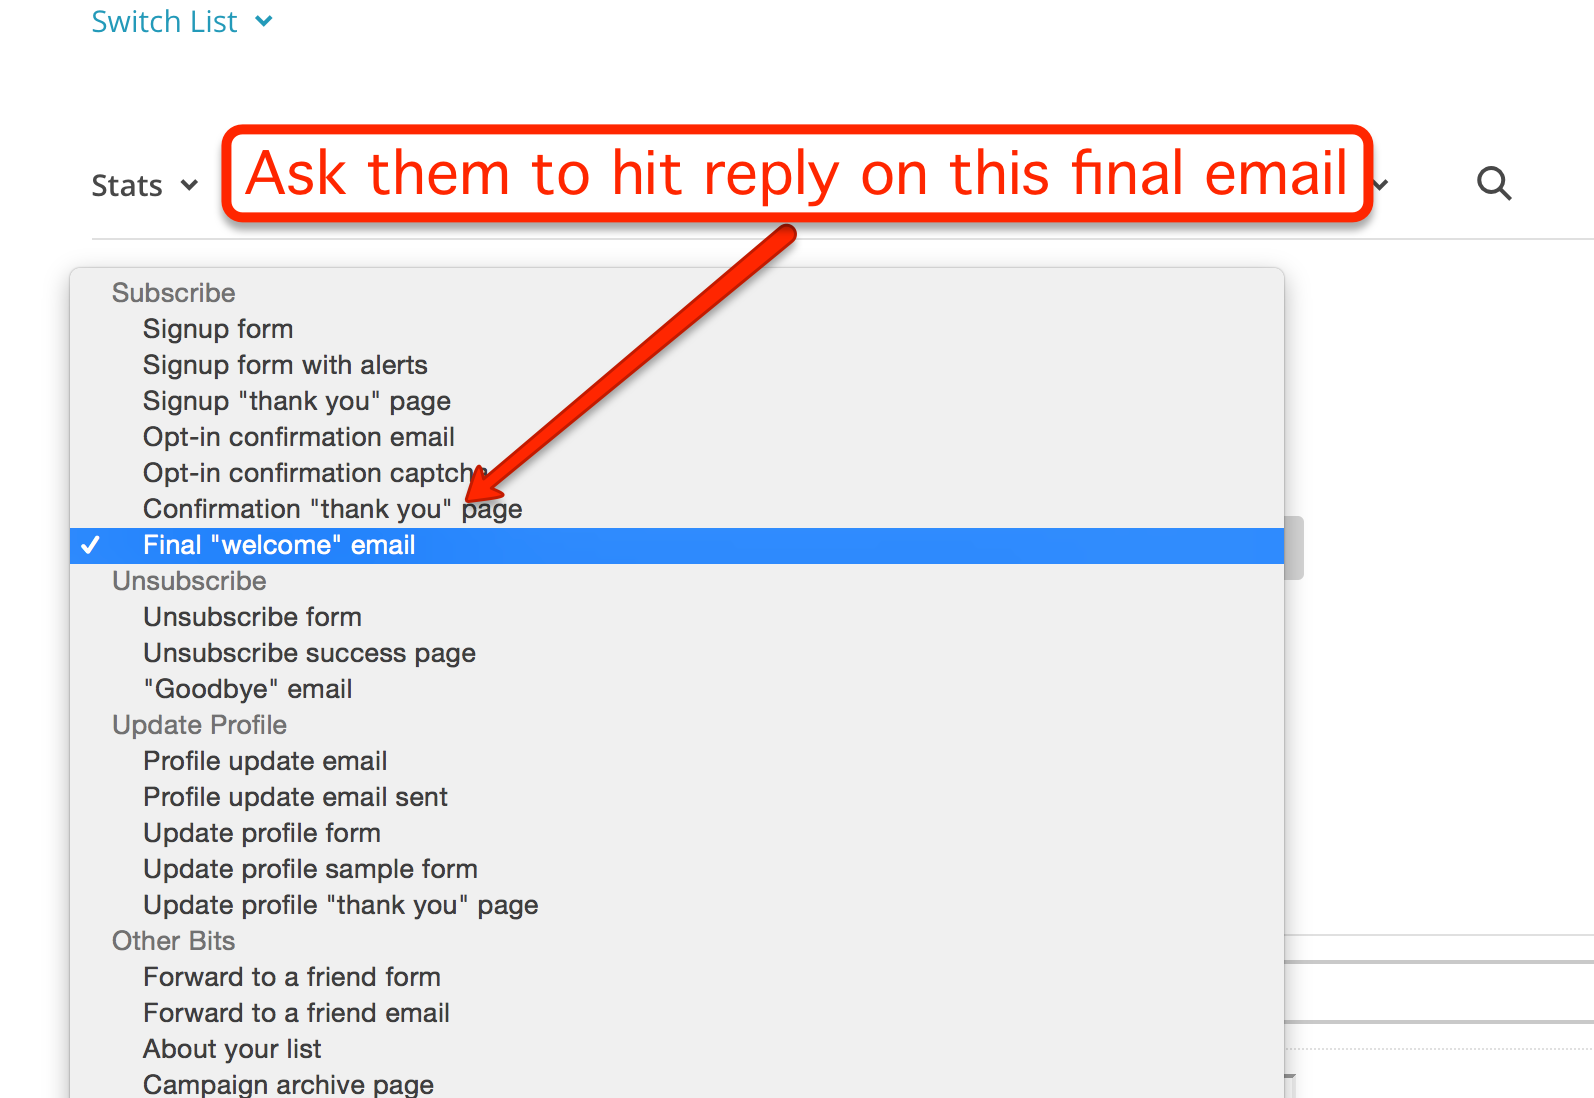 Switch List
Stats
Ask them to hit reply on this final email
Subscribe
Signup form
Signup form with alerts
Signup "thank you" page
Opt-in confirmation email
Opt-in confirmation captcha
Confirmation "thank you" page
Final "welcome" email
Unsubscribe
Unsubscribe form
Unsubscribe success page
"Goodbye" email
Update Profile
Profile update email
Profile update email sent
Update profile form
Update profile sample form
Update profile "thank you" page
Other Bits
Forward to a friend form
Forward to a friend email
About your list
Campaign archive page